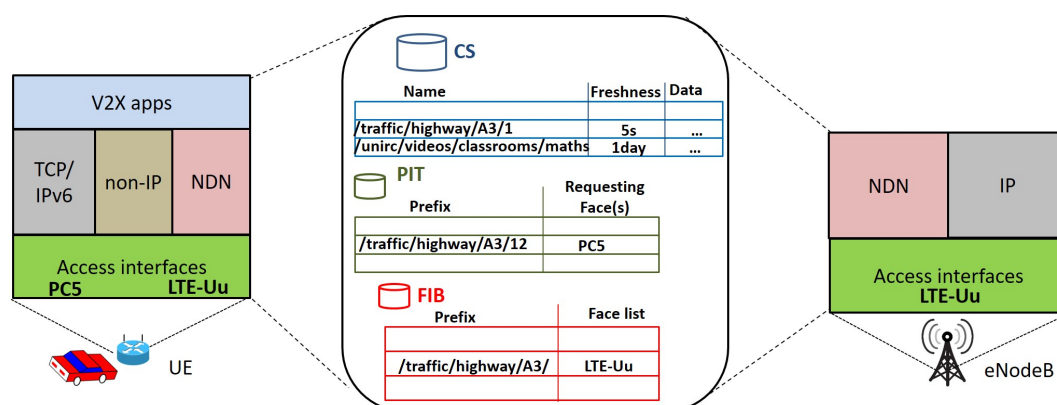 CS
Name Freshness Data
/traffic/highway/A3/1 5s ...
/unirc/videos/classrooms/maths 1day ...
PIT
Prefix Requesting
Face(s)
/traffic/highway/A3/12 PC5
FIB
Prefix Face list
/traffic/highway/A3/ LTE-Uu
V2X apps
TCP/
IPv6
non-IP
NDN
Access interfaces
PC5 LTE-Uu
UE
NDN
IP
Access interfaces
LTE-Uu
eNodeB